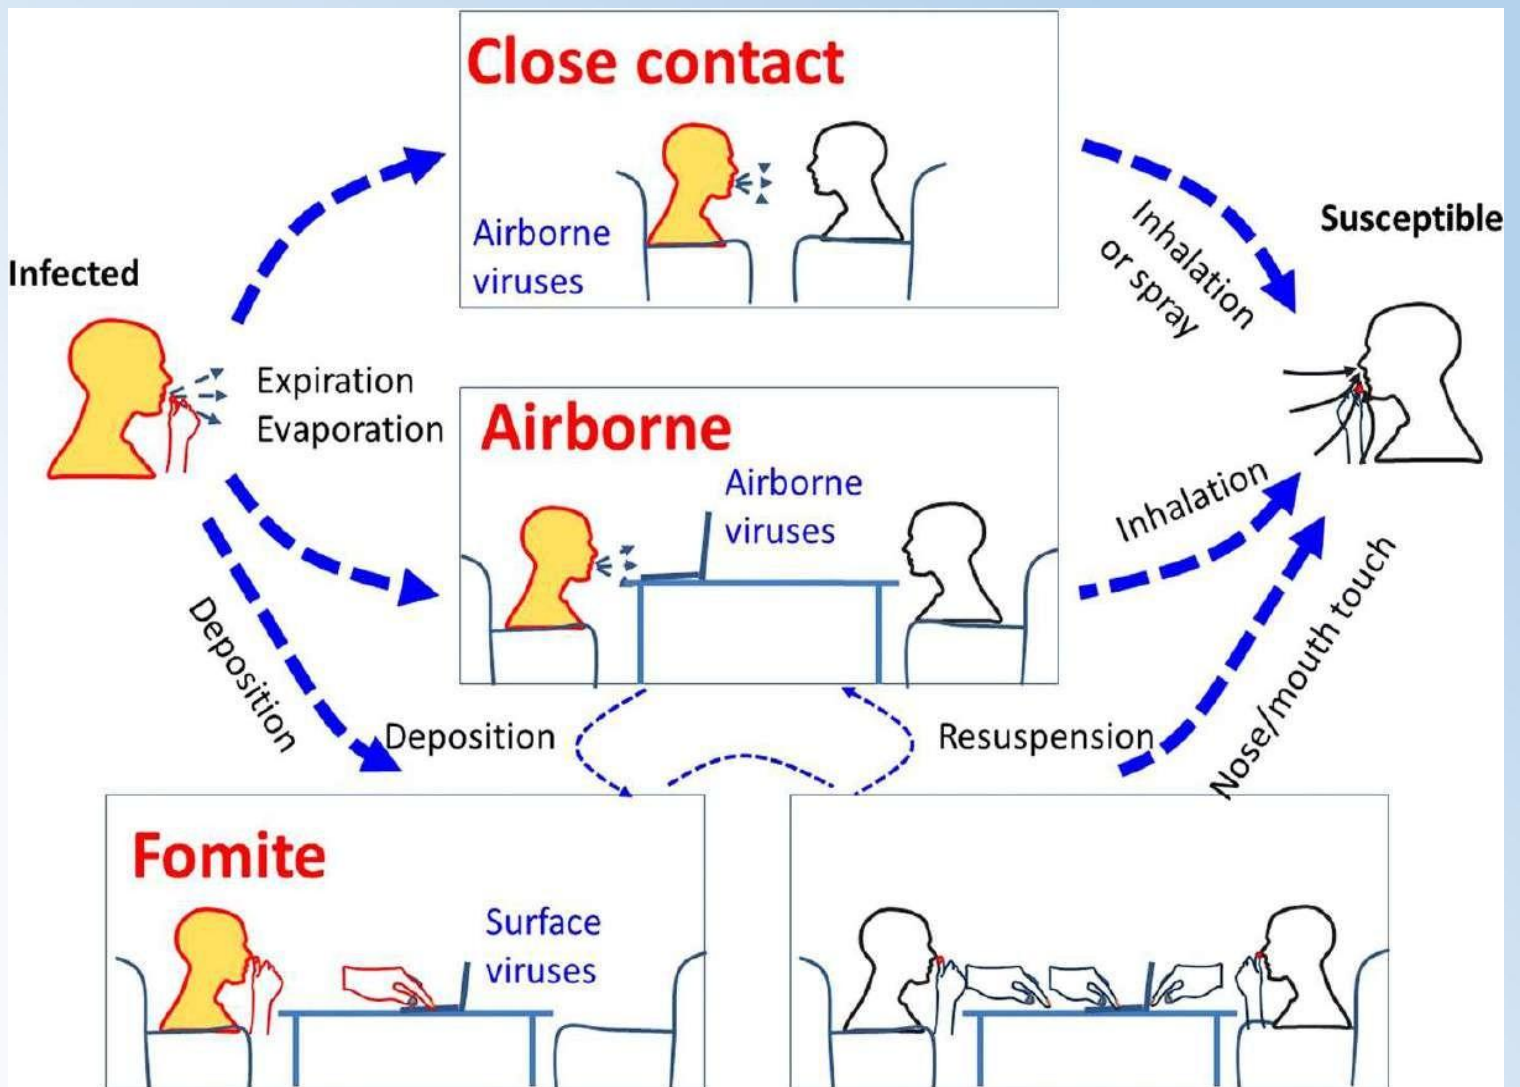 Close contact
Airborne
viruses
Infected
Expiration
Evaporation
Inhalation
or spray
Susceptible
Airborne
Airborne
viruses
Inhalation
Deposition
Deposition
Resuspension
Nose/mouth touch
Fomite
Surface
viruses